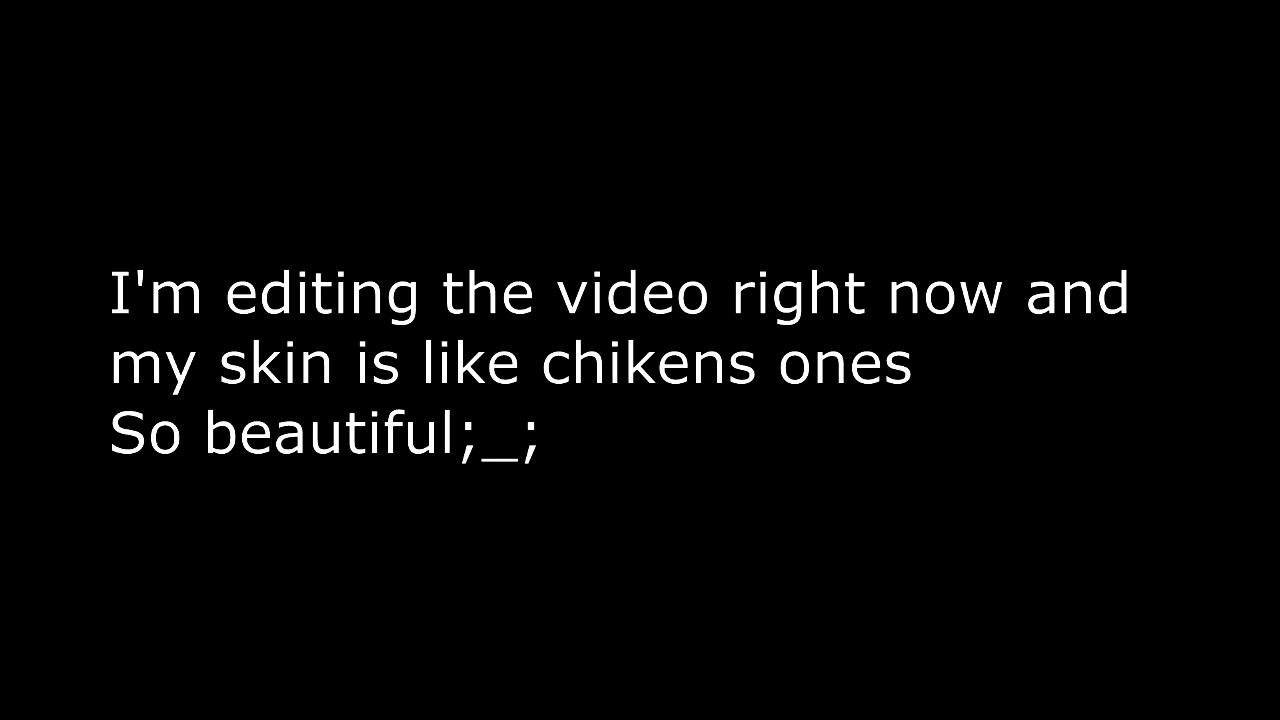 I'm editing the video right now and
my skin is like chikens ones
So beautiful;_;